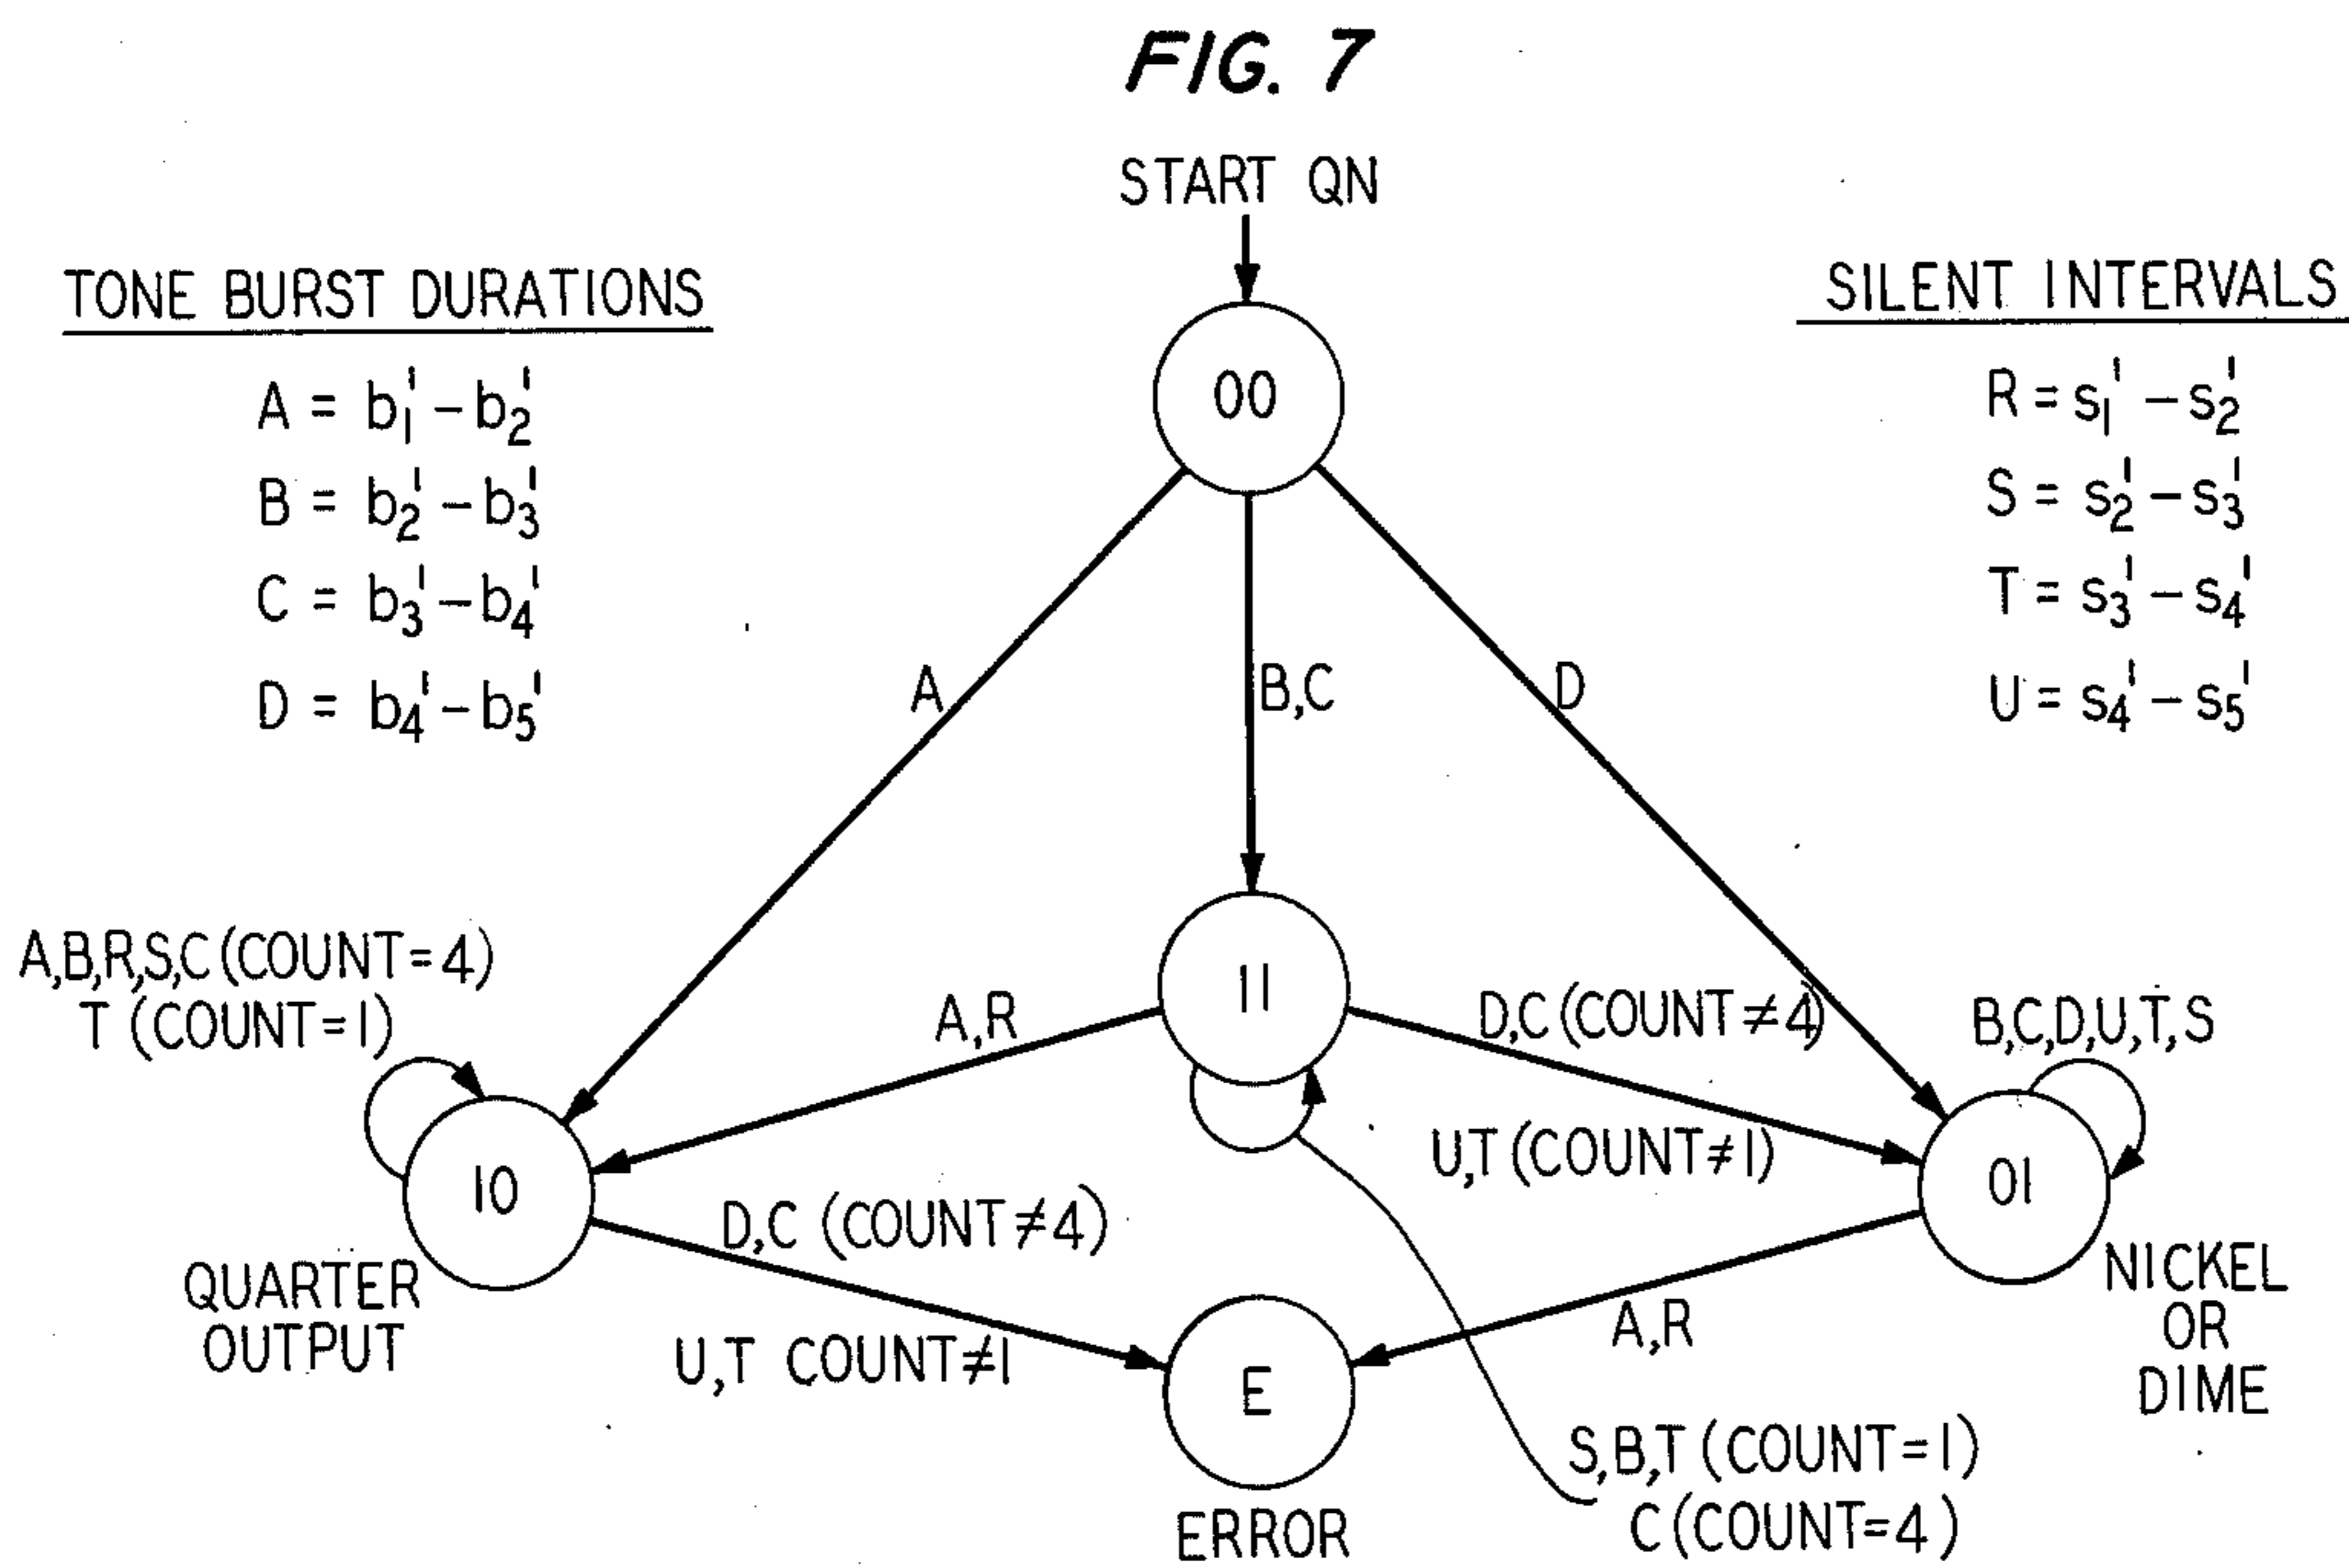 FIG. 7
START QN
TONE BURST DURATIONS
A = b₁' – b₂'
B = b₂' – b₃'
C = b₃' – b₄'
D = b₄' – b₅'
SILENT INTERVALS
R = s₁' – s₂'
S = s₂' – s₃'
T = s₃' – s₄'
U = s₄' – s₅'
00
A
B,C
D
A,B,R,S,C (COUNT=4)
T (COUNT=1)
11
A,R
D,C (COUNT≠4)
U,T (COUNT≠1)
B,C,D,U,T,S
10
QUARTER
OUTPUT
D,C (COUNT≠4)
U,T COUNT≠1
01
NICKEL
OR
DIME
A,R
E
ERROR
S,B,T (COUNT=1)
C (COUNT=4)